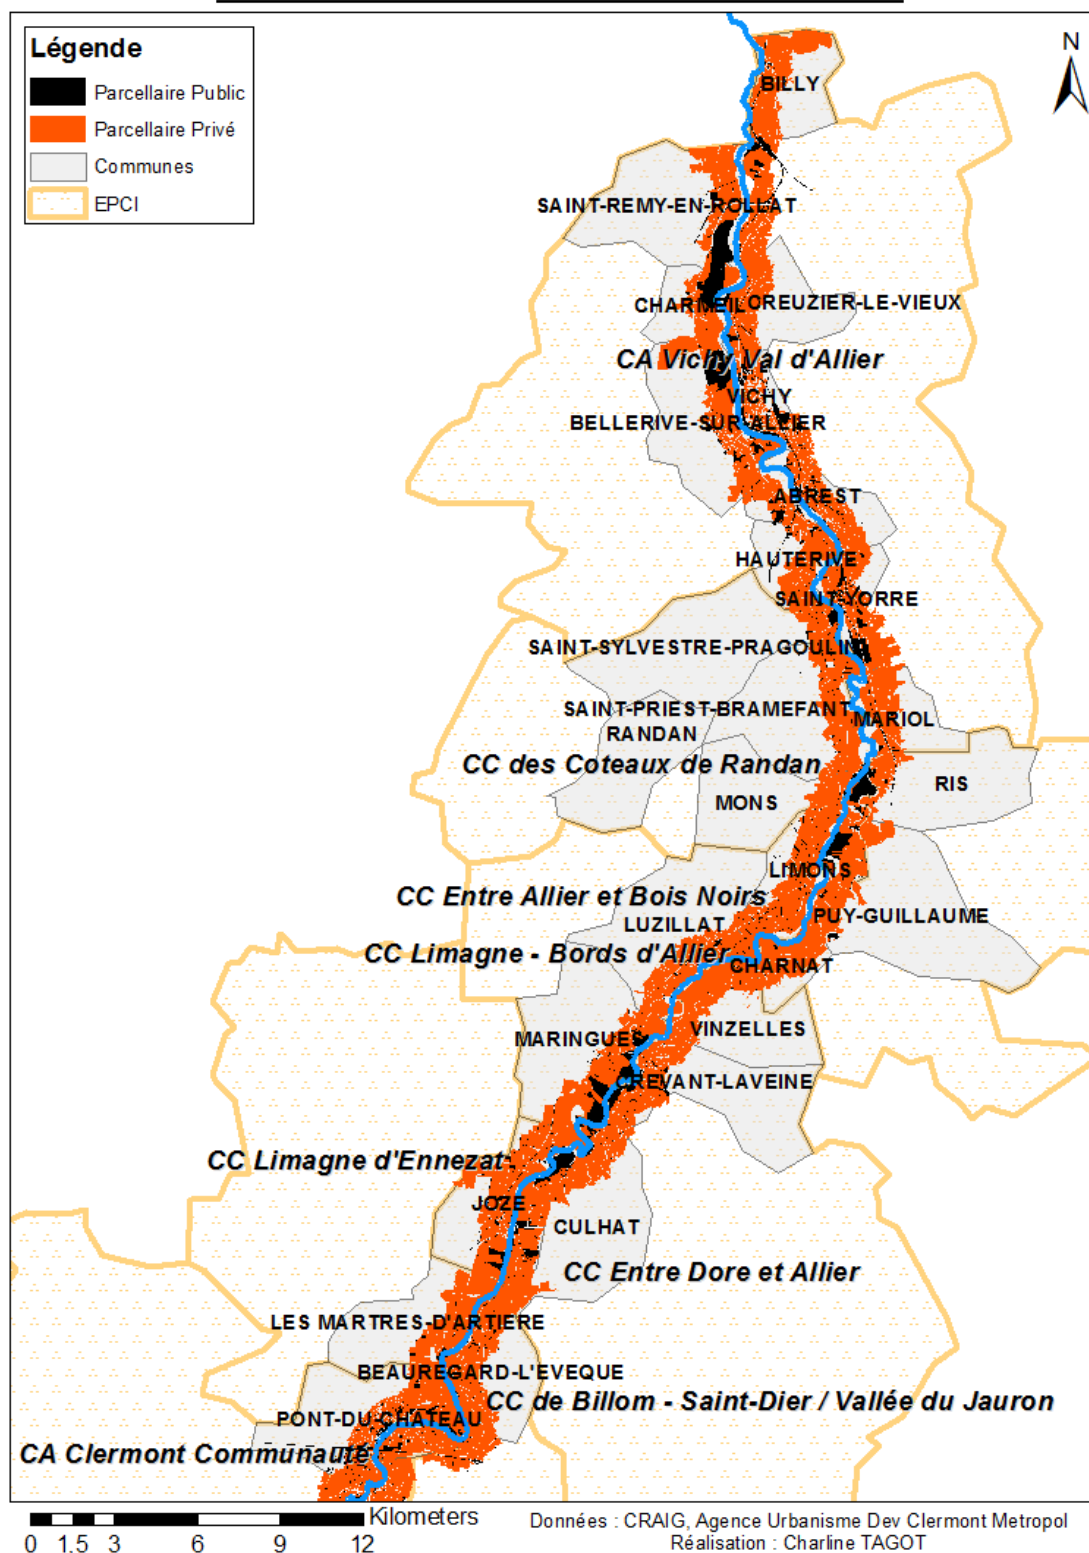 Légende
Parcellaire Public
Parcellaire Privé
Communes
EPCI
N
BILLY
SAINT-REMY-EN-ROLLAT
CHARMEIL
CREUZIER-LE-VIEUX
CA Vichy Val d'Allier
VICHY
BELLERIVE-SUR-ALLIER
ABREST
HAUTERIVE
SAINT-YORRE
SAINT-SYLVESTRE-PRAGOULIN
SAINT-PRIEST-BRAMEFANT
MARIOL
RANDAN
CC des Coteaux de Randan
RIS
MONS
LIMONS
CC Entre Allier et Bois Noirs
PUY-GUILLAUME
LUZILLAT
CC Limagne - Bords d'Allier
CHARNAT
VINZELLES
MARINGUES
CREVANT-LAVEINE
CC Limagne d'Ennezat
JOZE
CULHAT
CC Entre Dore et Allier
LES MARTRES-D'ARTIERE
BEAUREGARD-L'EVEQUE
CC de Billom - Saint-Dier / Vallée du Jauron
PONT-DU-CHATEAU
CA Clermont Communauté
Kilometers
0 1.5 3 6 9 12
Données : CRAIG, Agence Urbanisme Dev Clermont Metropol
Réalisation : Charline TAGOT